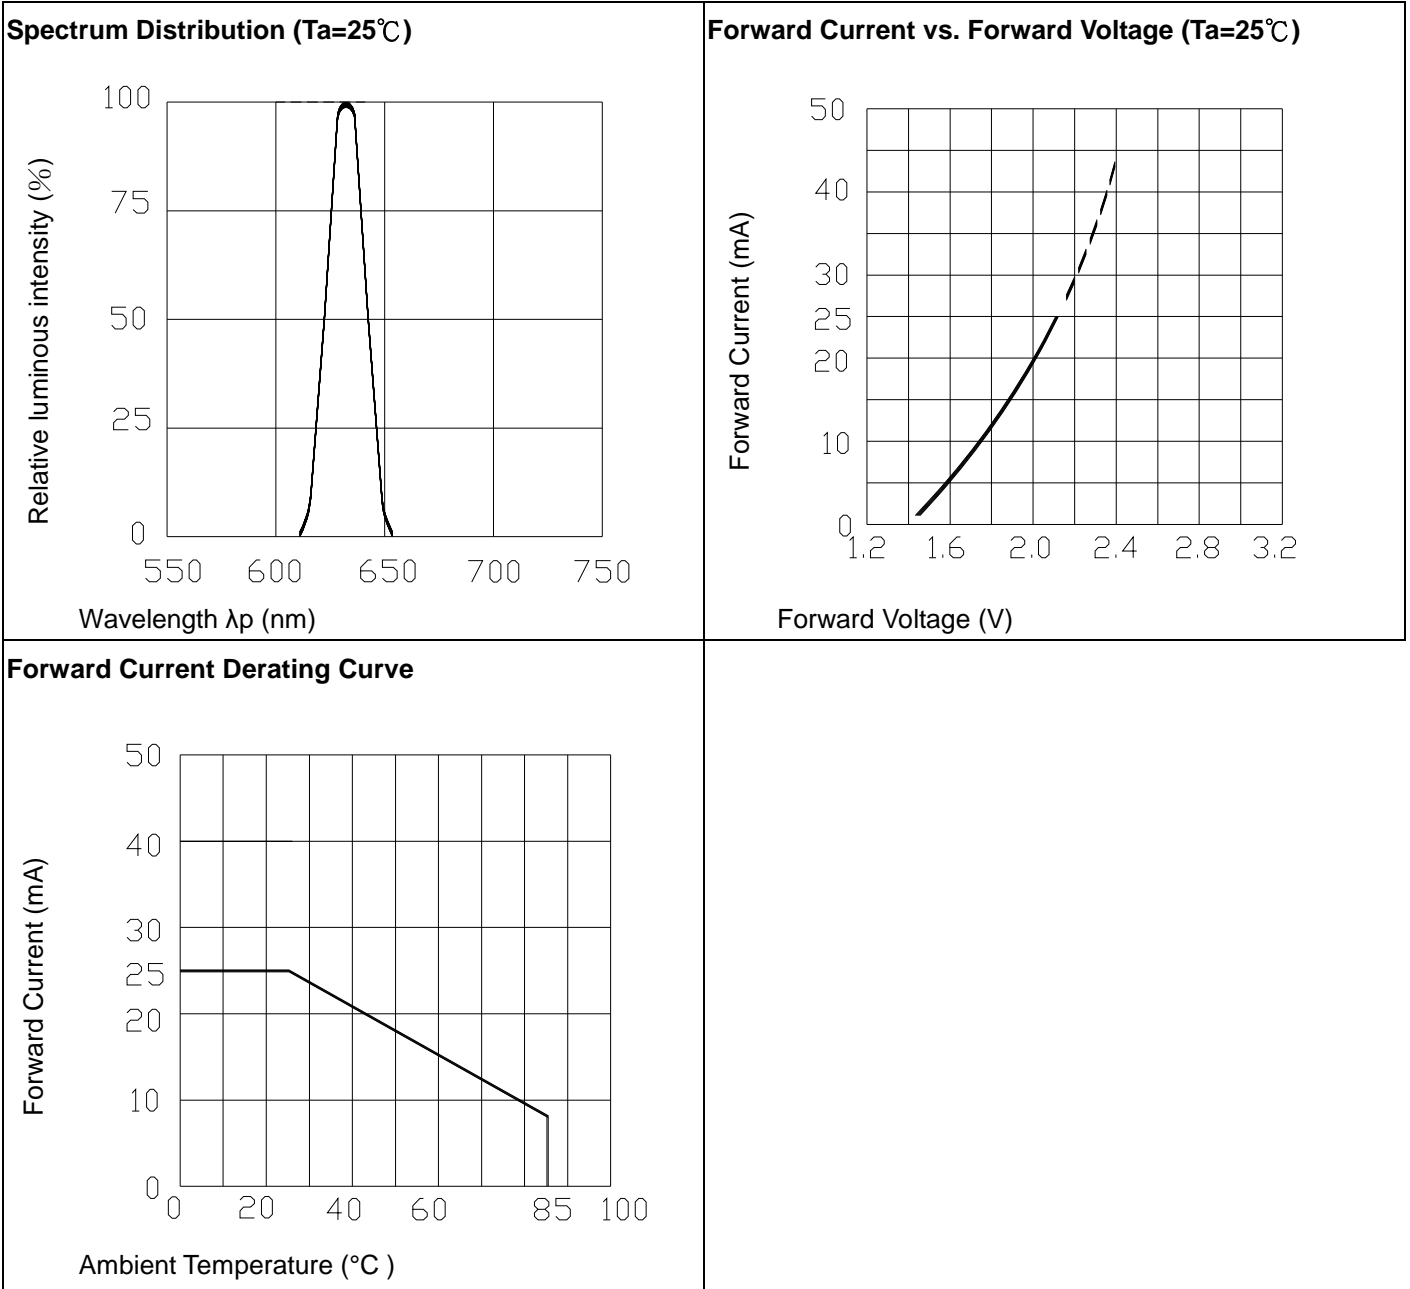 Spectrum Distribution (Ta=25℃)
100
75
50
25
0
550 600 650 700 750
Relative luminous intensity (%)
Wavelength λp (nm)
Forward Current vs. Forward Voltage (Ta=25℃)
50
40
30
25
20
10
0
1.2 1.6 2.0 2.4 2.8 3.2
Forward Current (mA)
Forward Voltage (V)
Forward Current Derating Curve
50
40
30
25
20
10
0
0 20 40 60 85 100
Forward Current (mA)
Ambient Temperature (°C )